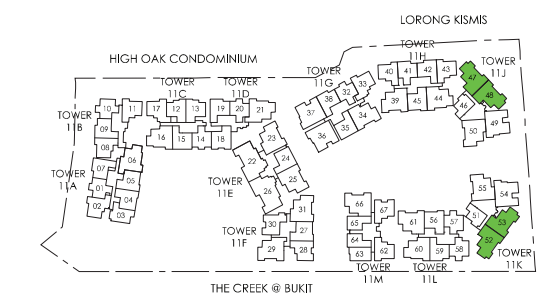 LORONG KISMIS
HIGH OAK CONDOMINIUM
TOWER
11H
TOWER
11J
TOWER
11G
TOWER
11C
TOWER
11D
TOWER
11B
TOWER
11A
TOWER
11E
TOWER
11F
TOWER
11M
TOWER
11L
TOWER
11K
40 41 42 43
47
48
39 45 44
46
50 49
37 38 32 33
36 35 34
10 11
09
08
07 06
01 05
02 04
03
17 12 13 19 20 21
16 15 14 18
23
22 24
26 25
31
30 27
29 28
66 67
65
64
63 62
61 56 57
60 59 58
55 54
51 53
52
THE CREEK @ BUKIT